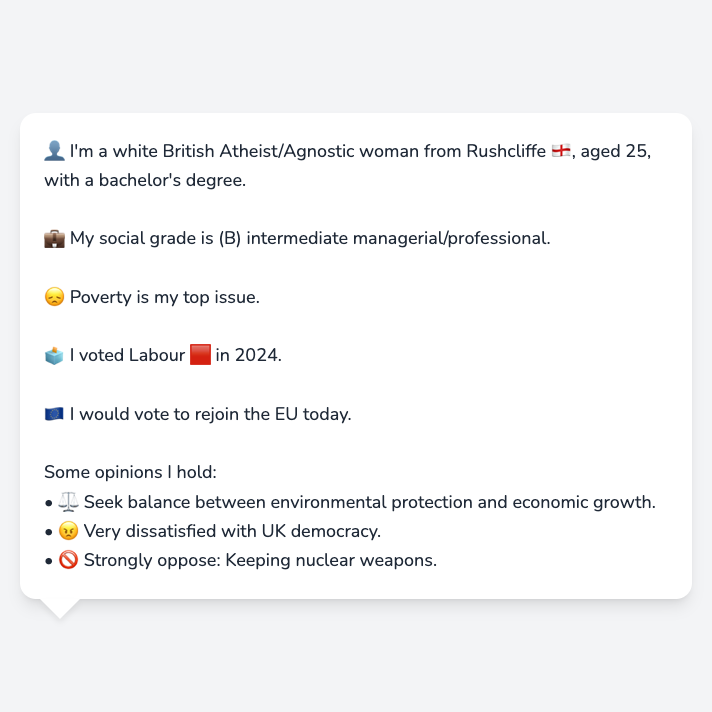 👤 I'm a white British Atheist/Agnostic woman from Rushcliffe 🏴󠁧󠁢󠁥󠁮󠁧󠁿, aged 25,
with a bachelor's degree.
💼 My social grade is (B) intermediate managerial/professional.
😞 Poverty is my top issue.
🗳️ I voted Labour 🟥 in 2024.
🇪🇺 I would vote to rejoin the EU today.
Some opinions I hold:
• ⚖️ Seek balance between environmental protection and economic growth.
• 😠 Very dissatisfied with UK democracy.
• 🚫 Strongly oppose: Keeping nuclear weapons.